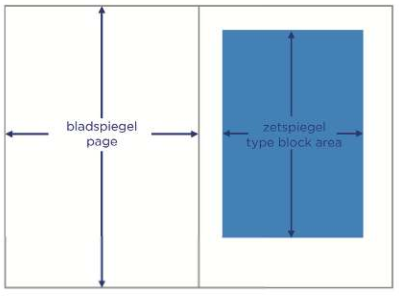 bladspiegel
page
zetspiegel
type block area